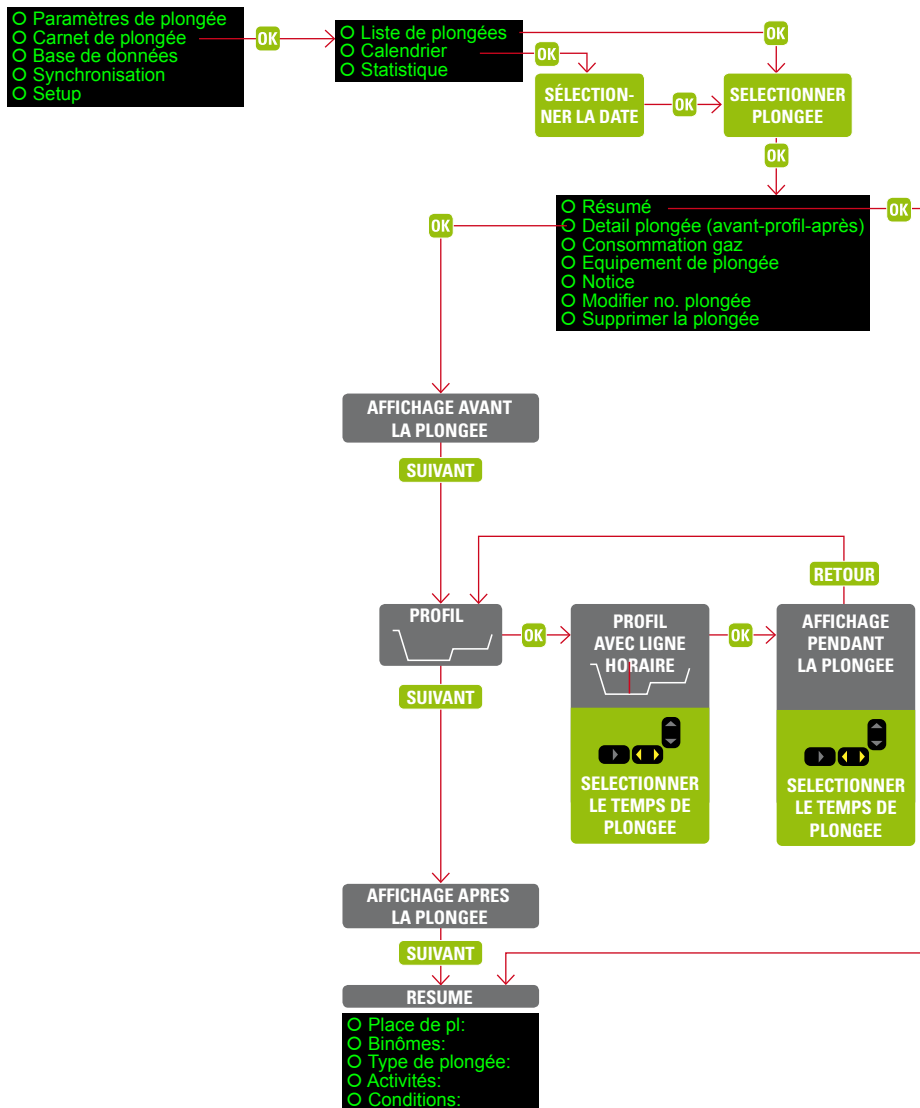 O Paramètres de plongée
O Carnet de plongée
O Base de données
O Synchronisation
O Setup
OK
O Liste de plongées
O Calendrier
O Statistique
OK
OK
SÉLECTION-
NER LA DATE
OK
SELECTIONNER
PLONGEE
OK
O Résumé
O Detail plongée (avant-profil-après)
O Consommation gaz
O Equipement de plongée
O Notice
O Modifier no. plongée
O Supprimer la plongée
OK
OK
AFFICHAGE AVANT
LA PLONGEE
SUIVANT
RETOUR
PROFIL
OK
PROFIL
AVEC LIGNE
HORAIRE
OK
AFFICHAGE
PENDANT
LA PLONGEE
SUIVANT
SELECTIONNER
LE TEMPS DE
PLONGEE
SELECTIONNER
LE TEMPS DE
PLONGEE
AFFICHAGE APRES
LA PLONGEE
SUIVANT
RESUME
O Place de pl:
O Binômes:
O Type de plongée:
O Activités:
O Conditions: